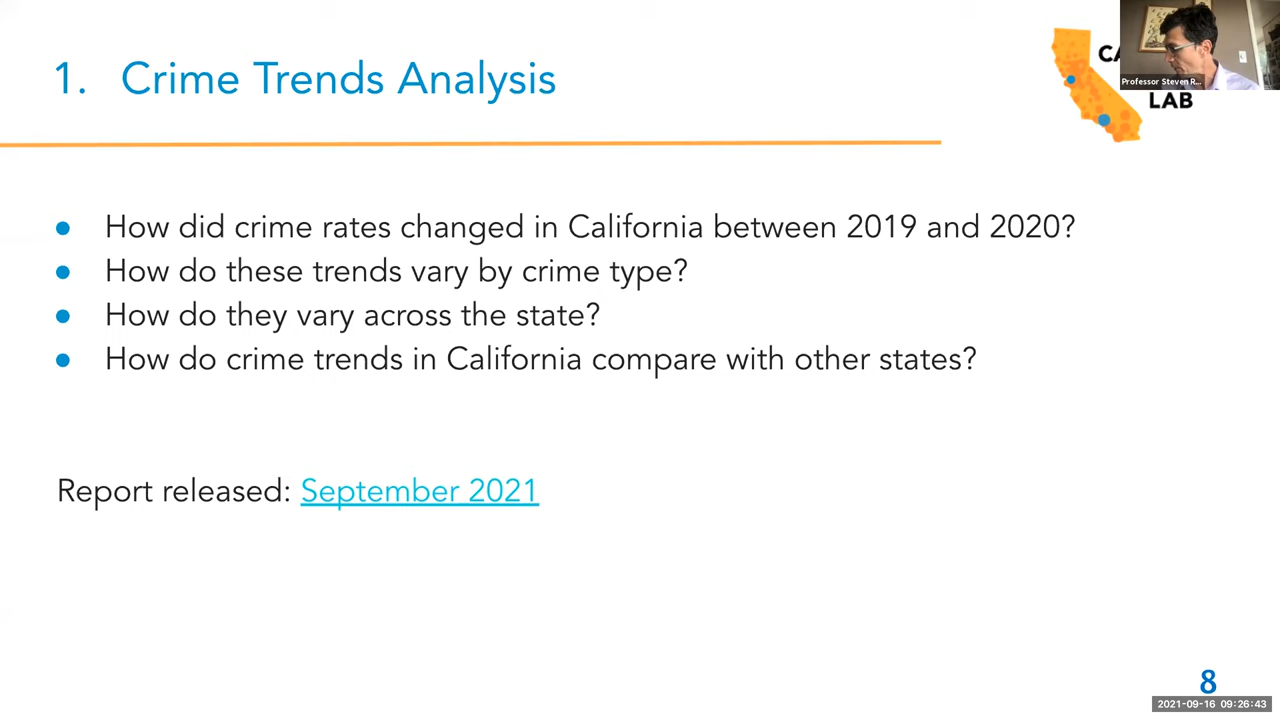 1. Crime Trends Analysis
CA
LAB
Professor Steven R...
● How did crime rates changed in California between 2019 and 2020?
● How do these trends vary by crime type?
● How do they vary across the state?
● How do crime trends in California compare with other states?
Report released: September 2021
8
2021-09-16 09:26:43